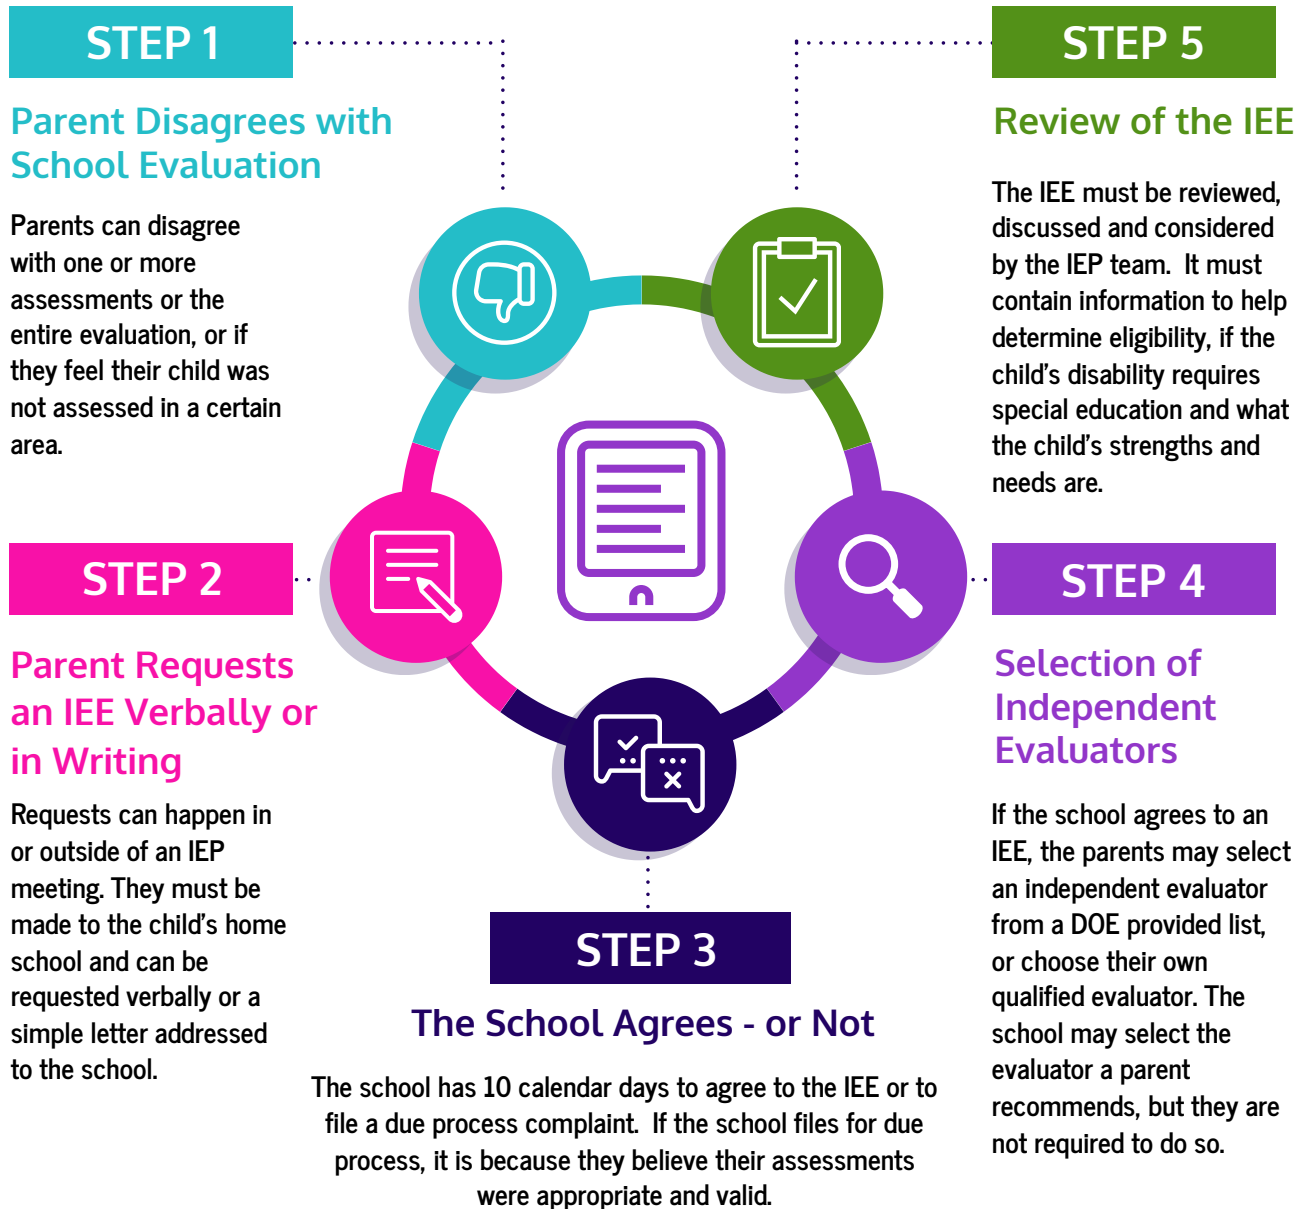 STEP 1
Parent Disagrees with
School Evaluation
Parents can disagree
with one or more
assessments or the
entire evaluation, or if
they feel their child was
not assessed in a certain
area.
STEP 2
Parent Requests
an IEE Verbally or
in Writing
Requests can happen in
or outside of an IEP
meeting. They must be
made to the child's home
school and can be
requested verbally or a
simple letter addressed
to the school.
STEP 3
The School Agrees - or Not
The school has 10 calendar days to agree to the IEE or to
file a due process complaint.  If the school files for due
process, it is because they believe their assessments
were appropriate and valid.
STEP 4
Selection of
Independent
Evaluators
If the school agrees to an
IEE, the parents may select
an independent evaluator
from a DOE provided list,
or choose their own
qualified evaluator. The
school may select the
evaluator a parent
recommends, but they are
not required to do so.
STEP 5
Review of the IEE
The IEE must be reviewed,
discussed and considered
by the IEP team.  It must
contain information to help
determine eligibility, if the
child's disability requires
special education and what
the child's strengths and
needs are.